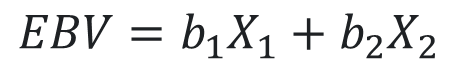 EBV = b₁X₁ + b₂X₂